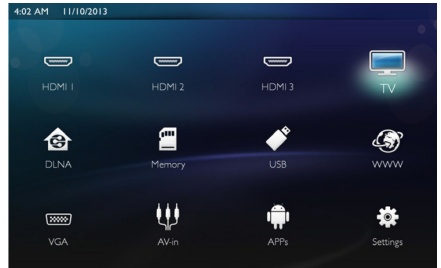 4:02 AM 11/10/2013
HDMI 1
HDMI 2
HDMI 3
TV
DLNA
Memory
USB
WWW
VGA
AV-in
APPs
Settings